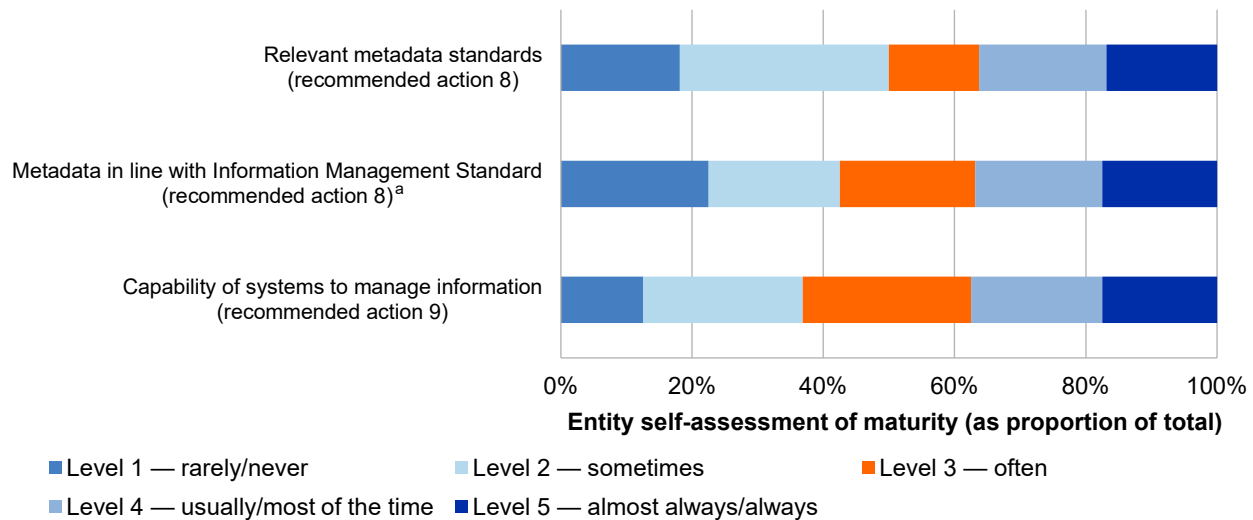 Relevant metadata standards
(recommended action 8)
Metadata in line with Information Management Standard
(recommended action 8)ᵃ
Capability of systems to manage information
(recommended action 9)
0% 20% 40% 60% 80% 100%
Entity self-assessment of maturity (as proportion of total)
Level 1 — rarely/never Level 2 — sometimes Level 3 — often
Level 4 — usually/most of the time Level 5 — almost always/always